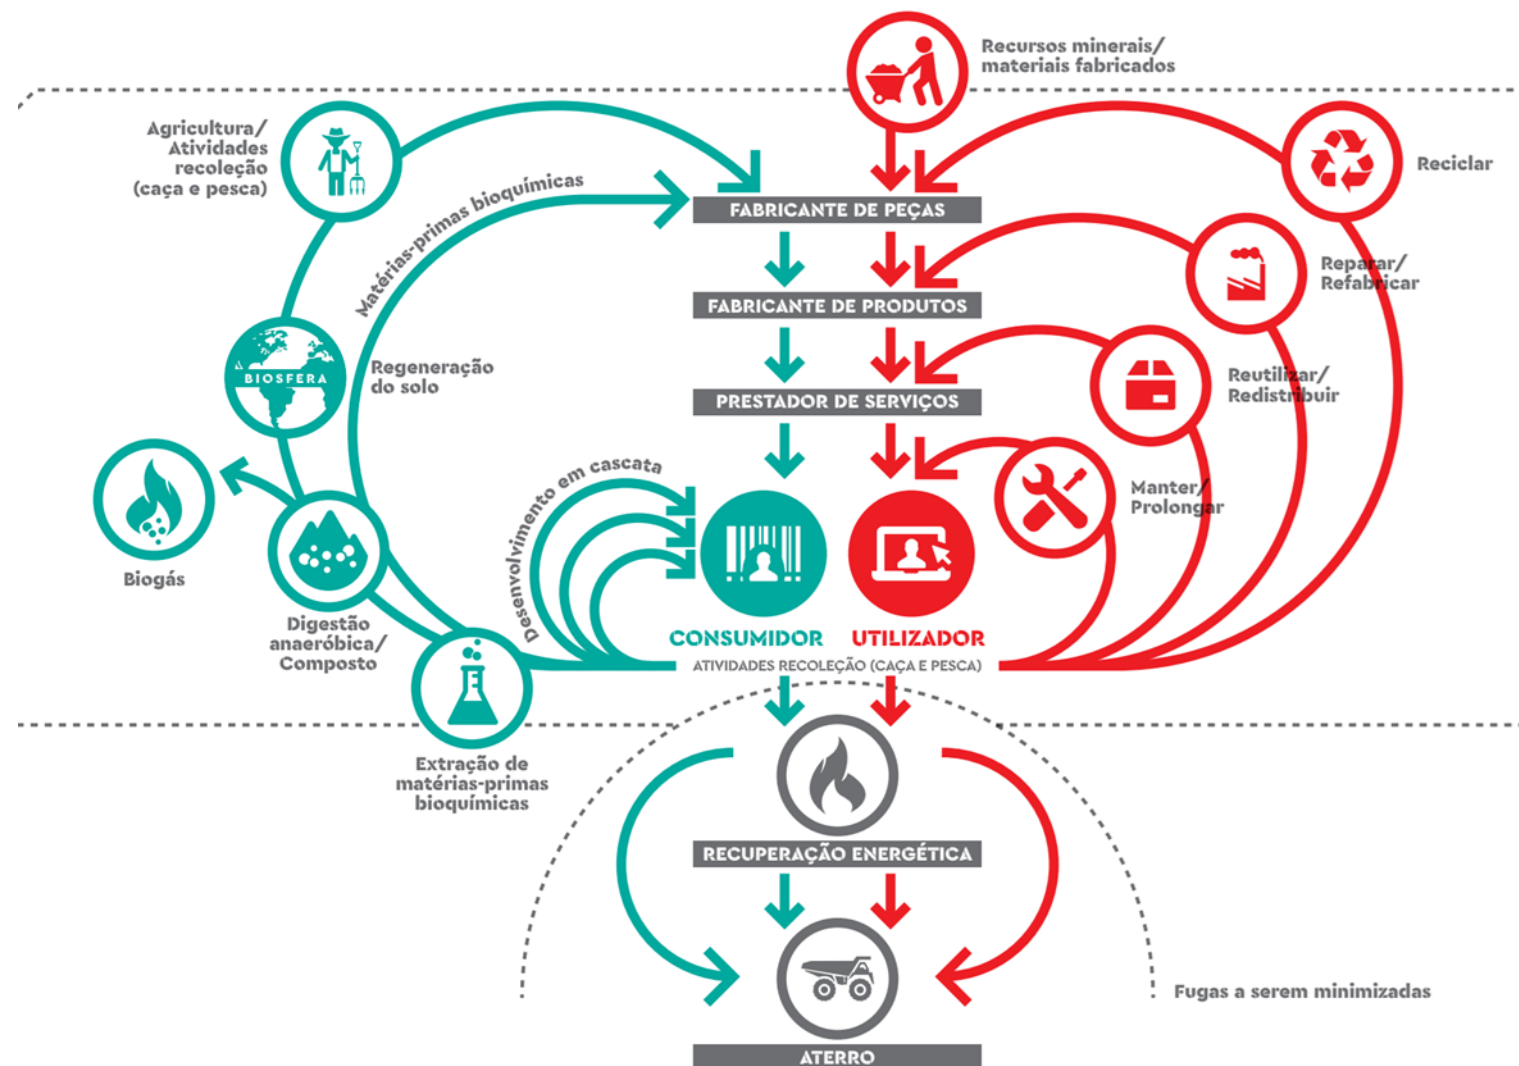 Recursos minerais/
materiais fabricados
Agricultura/
Atividades
recoleção
(caça e pesca)
Reciclar
Matérias-primas bioquímicas
FABRICANTE DE PEÇAS
Reparar/
Refabricar
FABRICANTE DE PRODUTOS
BIOSFERA
Regeneração
do solo
Reutilizar/
Redistribuir
PRESTADOR DE SERVIÇOS
Desenvolvimento em cascata
Manter/
Prolongar
Biogás
Digestão
anaeróbica/
Composto
CONSUMIDOR
UTILIZADOR
ATIVIDADES RECOLEÇÃO (CAÇA E PESCA)
Extração de
matérias-primas
bioquímicas
RECUPERAÇÃO ENERGÉTICA
Fugas a serem minimizadas
ATERRO